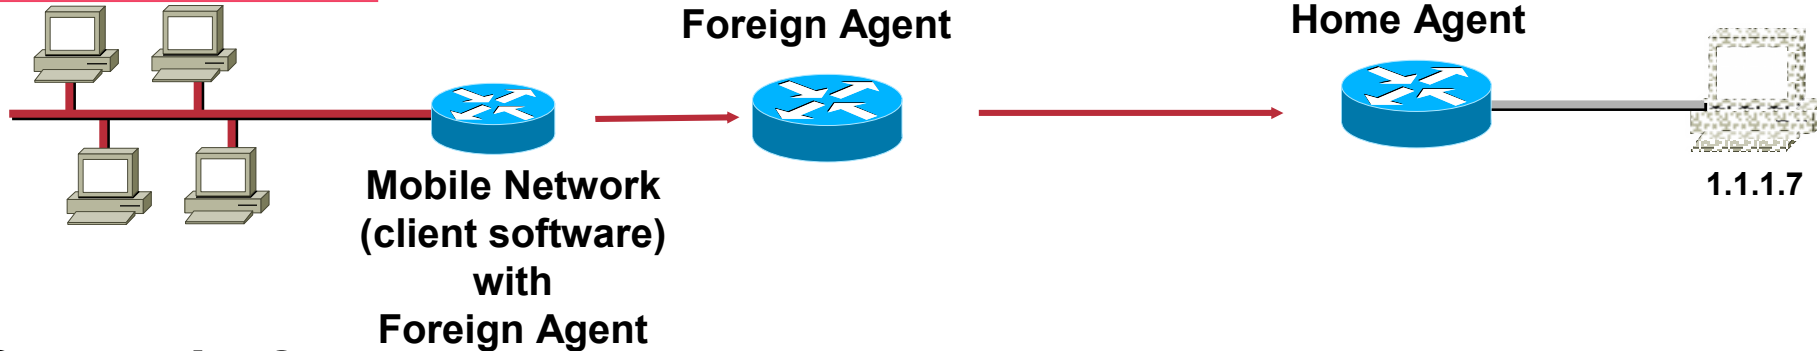 Foreign Agent
Home Agent
1.1.1.7
Mobile Network
(client software)
with
Foreign Agent